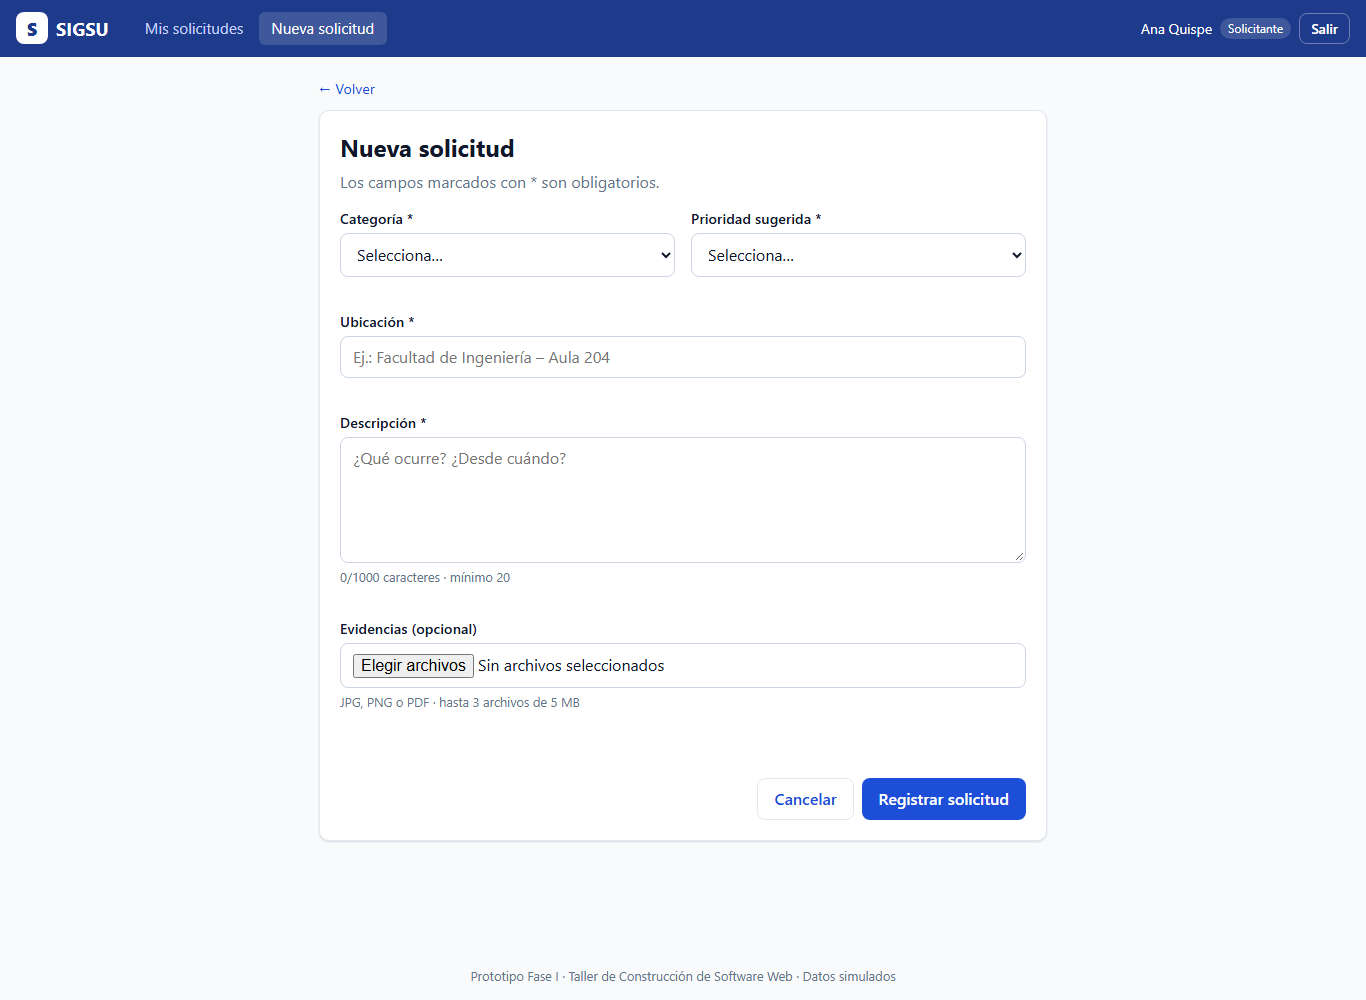 S SIGSU Mis solicitudes Nueva solicitud Ana Quispe Solicitante Salir
← Volver
Nueva solicitud
Los campos marcados con * son obligatorios.
Categoría * Prioridad sugerida *
Selecciona... Selecciona...
Ubicación *
Ej.: Facultad de Ingeniería – Aula 204
Descripción *
¿Qué ocurre? ¿Desde cuándo?
0/1000 caracteres · mínimo 20
Evidencias (opcional)
Elegir archivos Sin archivos seleccionados
JPG, PNG o PDF · hasta 3 archivos de 5 MB
Cancelar Registrar solicitud
Prototipo Fase I · Taller de Construcción de Software Web · Datos simulados